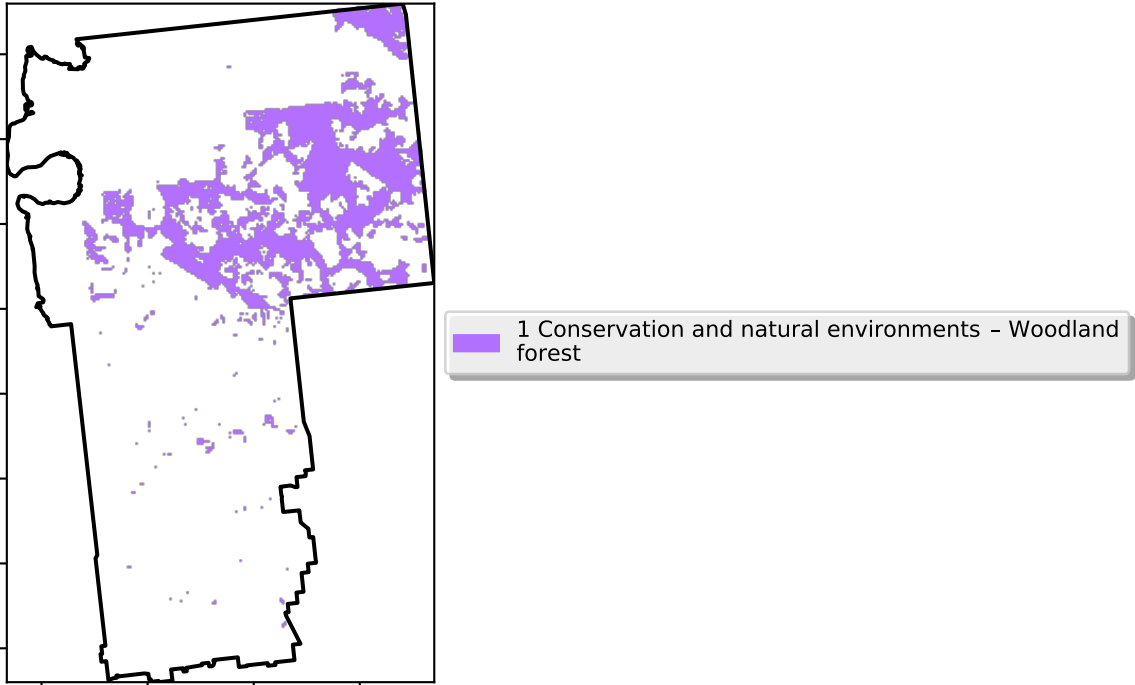 1 Conservation and natural environments – Woodland
forest